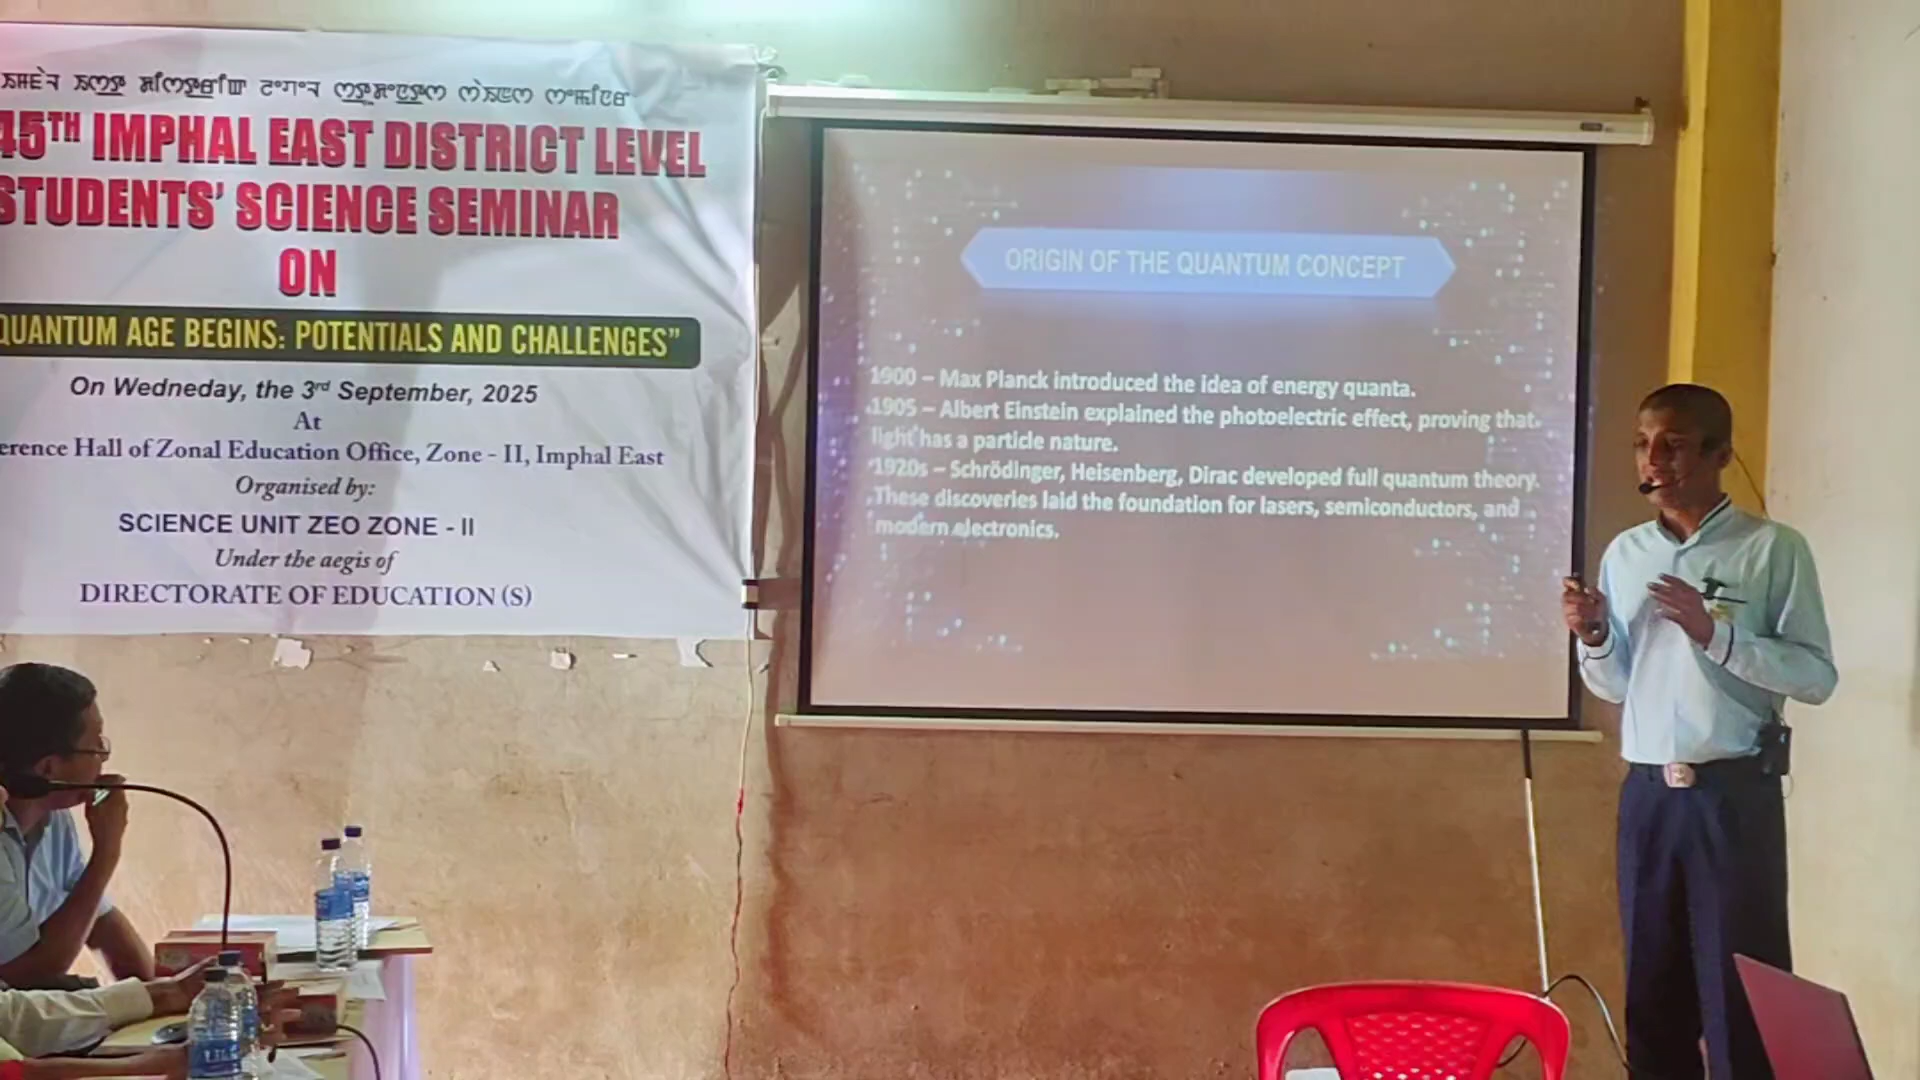 45TH IMPHAL EAST DISTRICT LEVEL
STUDENTS' SCIENCE SEMINAR
ON
QUANTUM AGE BEGINS: POTENTIALS AND CHALLENGES"
On Wedneday, the 3rd September, 2025
At
erence Hall of Zonal Education Office, Zone - II, Imphal East
Organised by:
SCIENCE UNIT ZEO ZONE - II
Under the aegis of
DIRECTORATE OF EDUCATION (S)
ORIGIN OF THE QUANTUM CONCEPT
1900 – Max Planck introduced the idea of energy quanta.
1905 – Albert Einstein explained the photoelectric effect, proving that
light has a particle nature.
1920s – Schrödinger, Heisenberg, Dirac developed full quantum theory.
These discoveries laid the foundation for lasers, semiconductors, and
modern electronics.